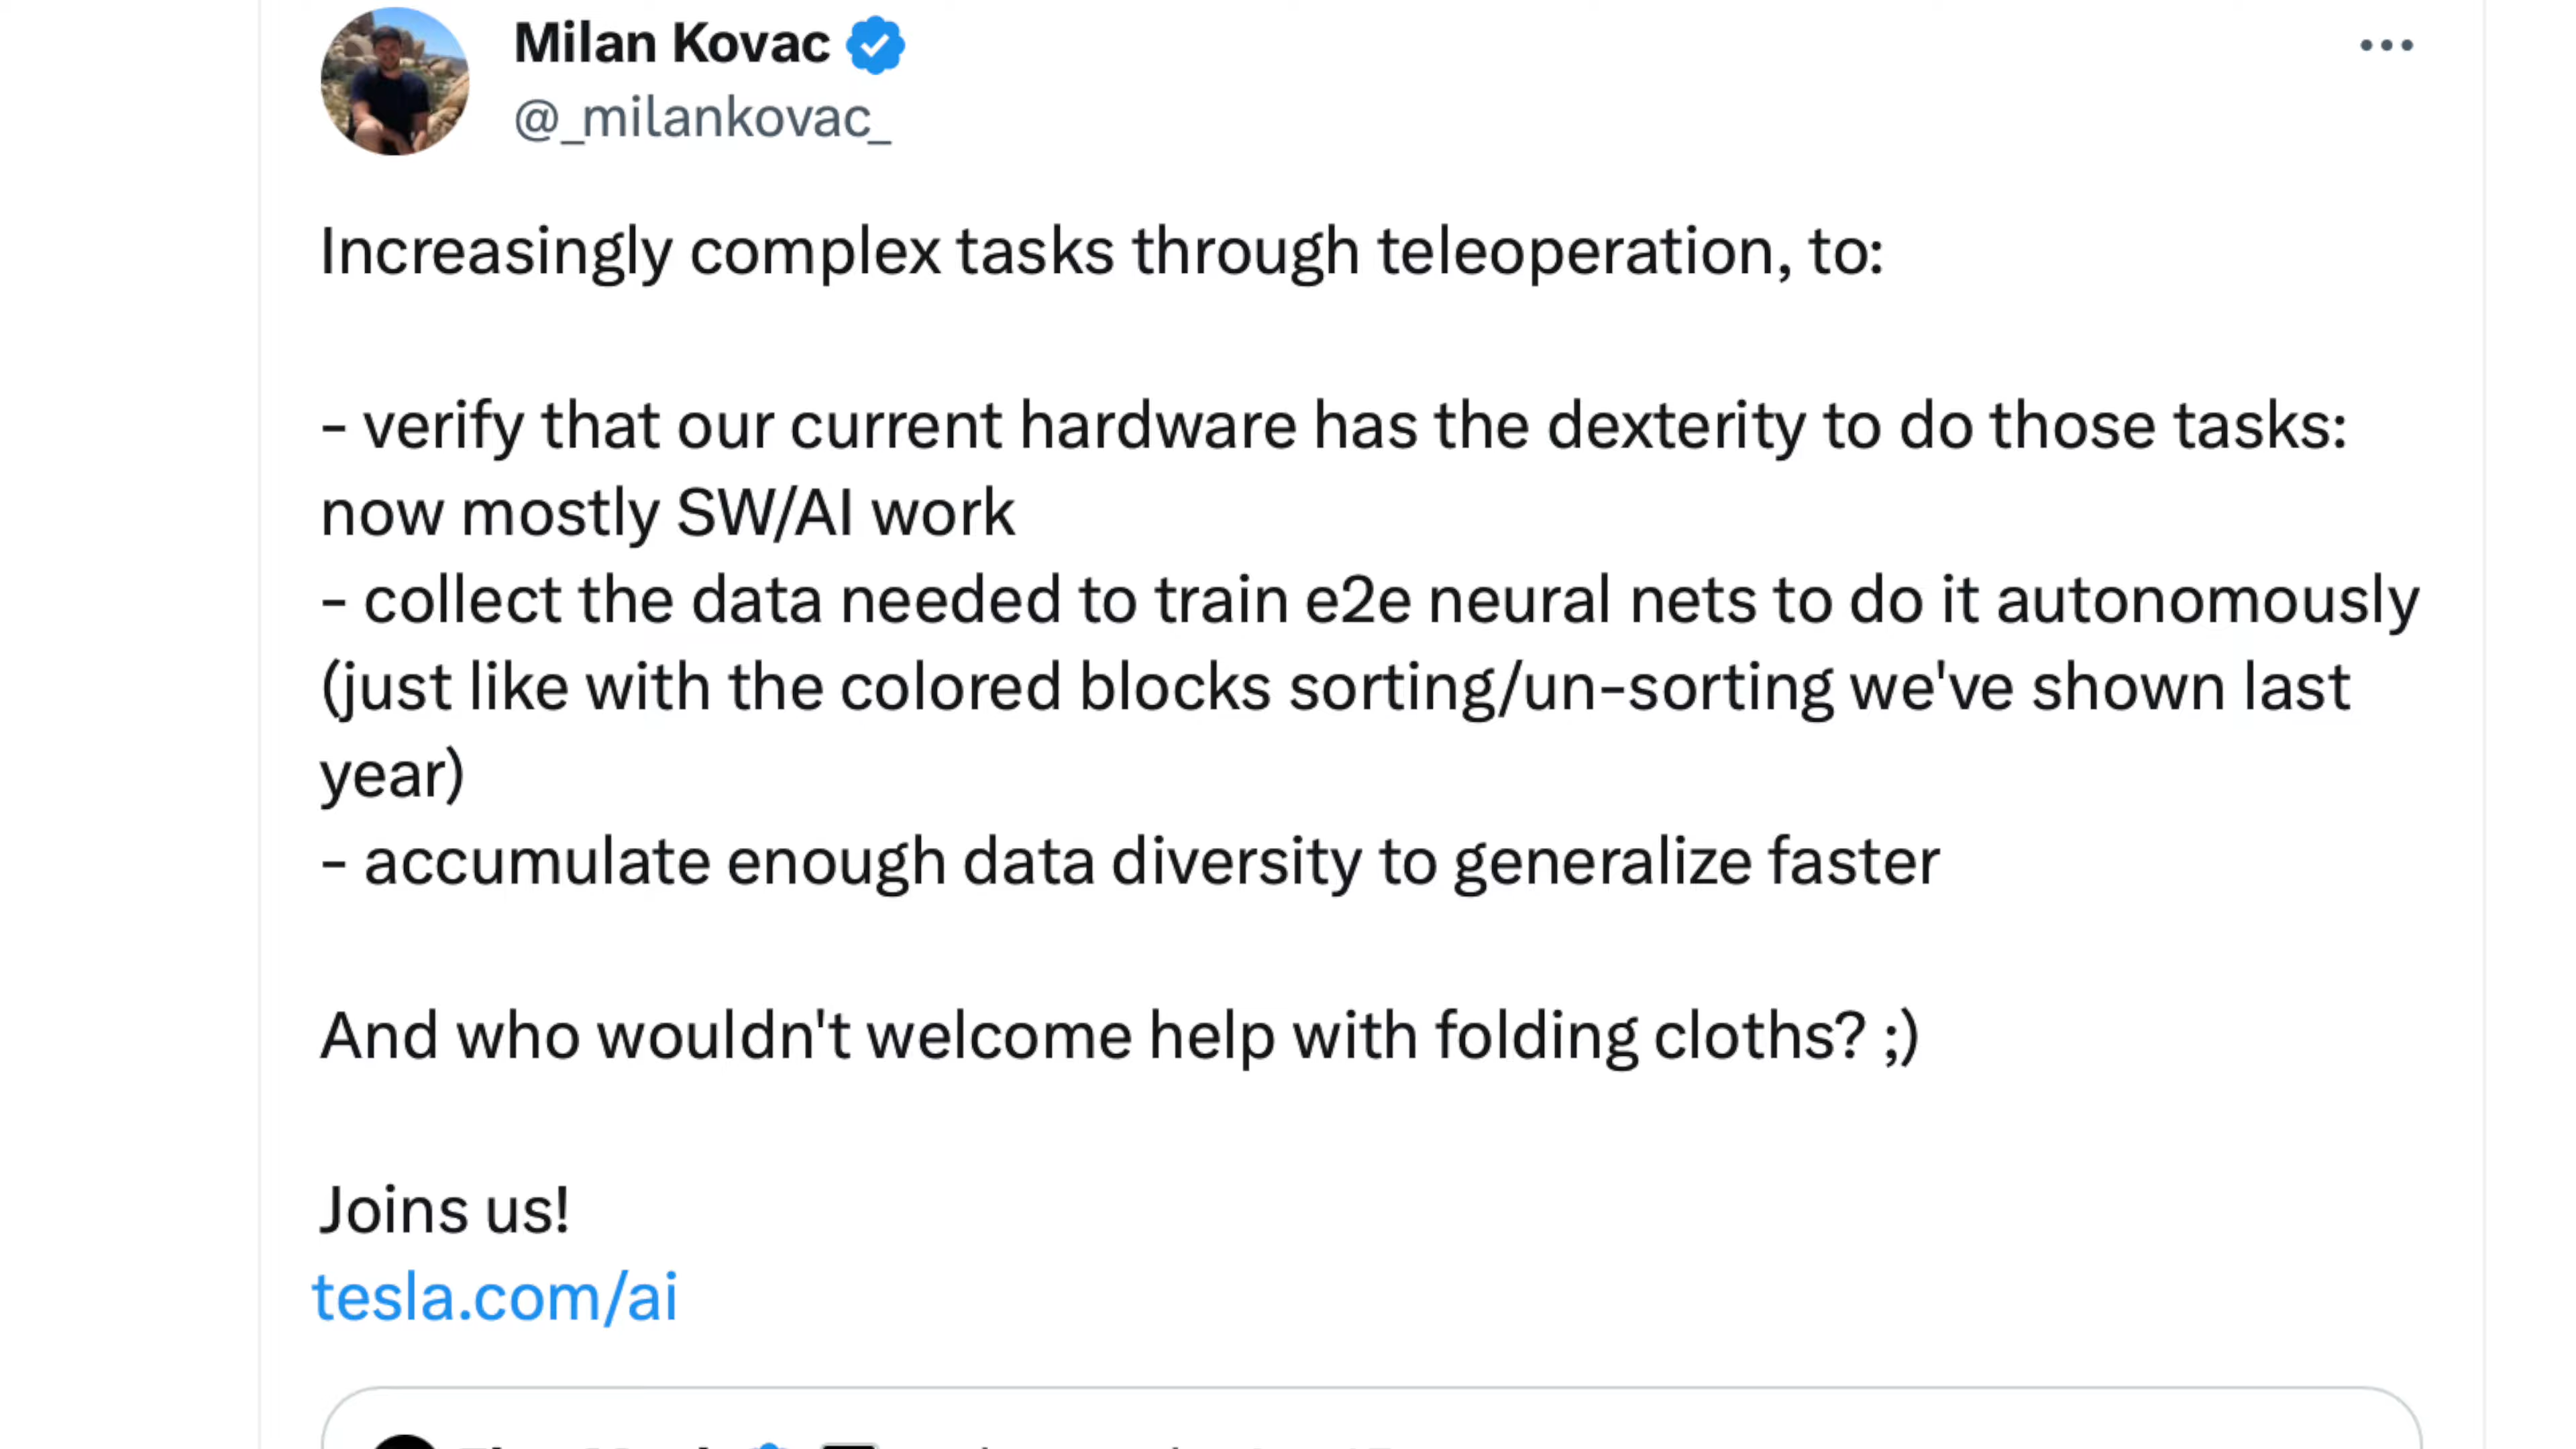 Milan Kovac
@_milankovac_
Increasingly complex tasks through teleoperation, to:
- verify that our current hardware has the dexterity to do those tasks:
now mostly SW/AI work
- collect the data needed to train e2e neural nets to do it autonomously
(just like with the colored blocks sorting/un-sorting we've shown last
year)
- accumulate enough data diversity to generalize faster
And who wouldn't welcome help with folding cloths? ;)
Joins us!
tesla.com/ai